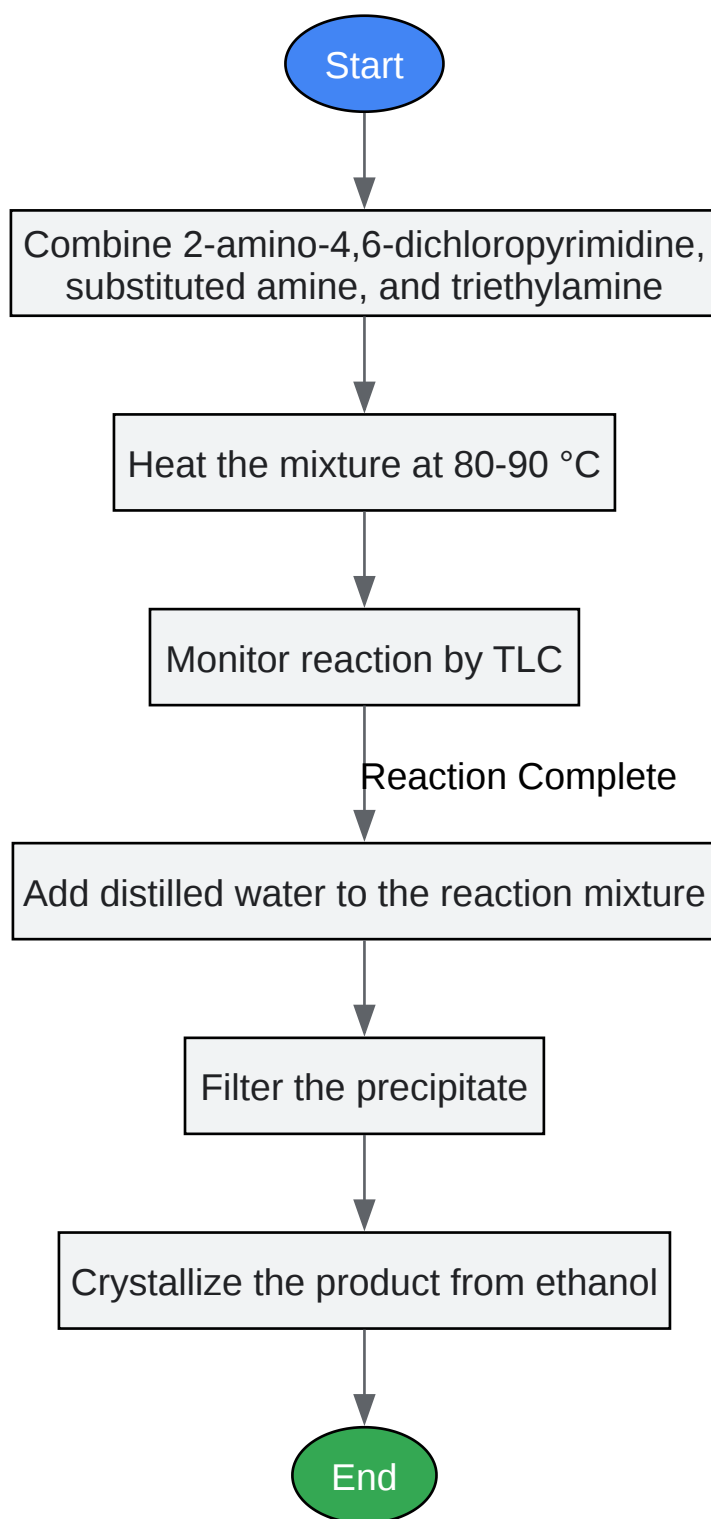 Start
Combine 2-amino-4,6-dichloropyrimidine,
substituted amine, and triethylamine
Heat the mixture at 80-90 °C
Monitor reaction by TLC
Reaction Complete
Add distilled water to the reaction mixture
Filter the precipitate
Crystallize the product from ethanol
End